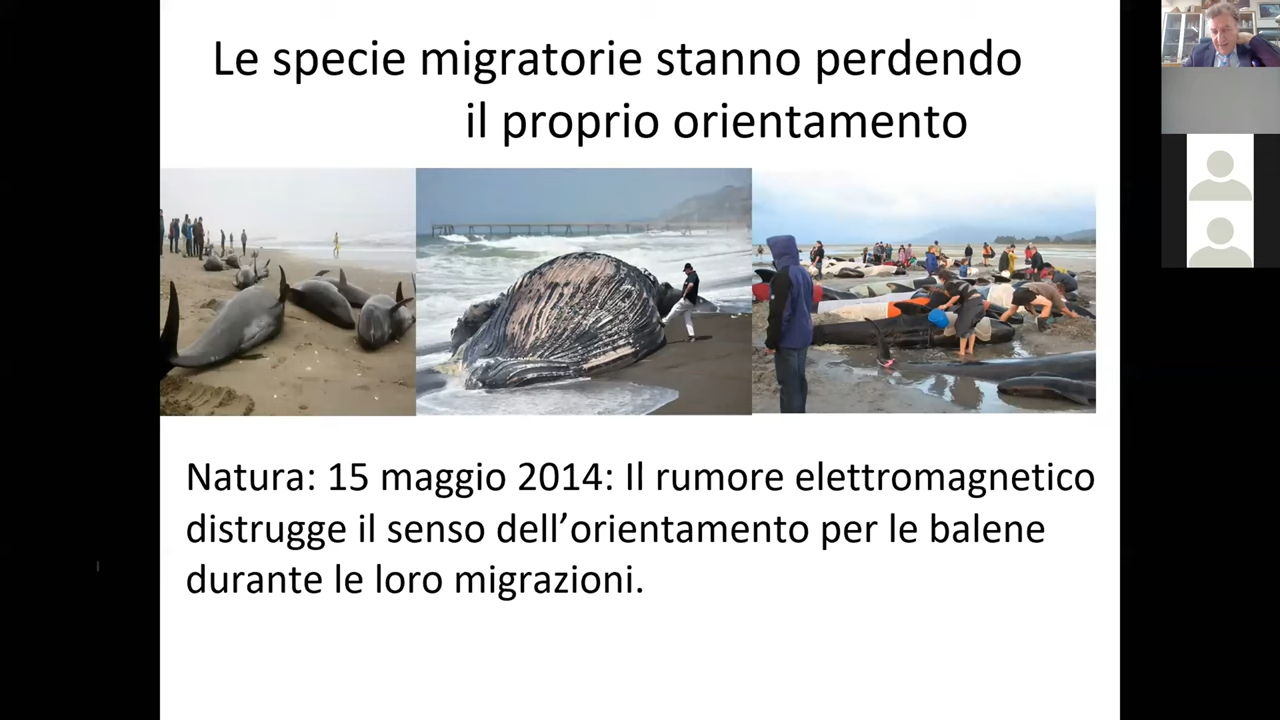 Le specie migratorie stanno perdendo
il proprio orientamento
Natura: 15 maggio 2014: Il rumore elettromagnetico
distrugge il senso dell’orientamento per le balene
durante le loro migrazioni.